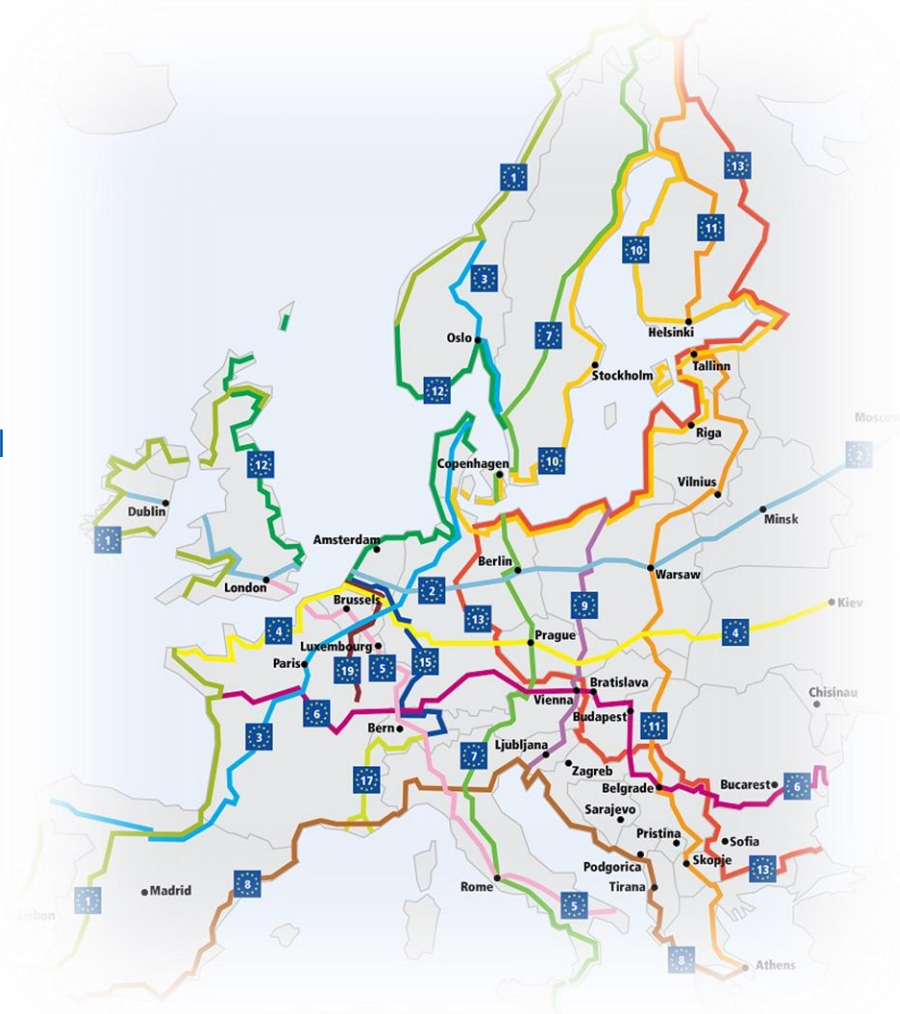 1
13
11
10
3
7
Oslo
Helsinki
Tallinn
12
Stockholm
Riga
Moscow
2
Copenhagen
10
12
Vilnius
Dublin
Minsk
1
Amsterdam
Berlin
Warsaw
London
2
Brussels
9
Kiev
13
4
4
Prague
Luxembourg
Paris
19
5
15
Bratislava
Vienna
Chisinau
6
Budapest
Bern
11
3
Ljubljana
7
Zagreb
17
Belgrade
Bucarest
6
Sarajevo
Pristina
Sofia
Skopje
Podgorica
13
8
Madrid
Rome
Tirana
1
5
8
Athens